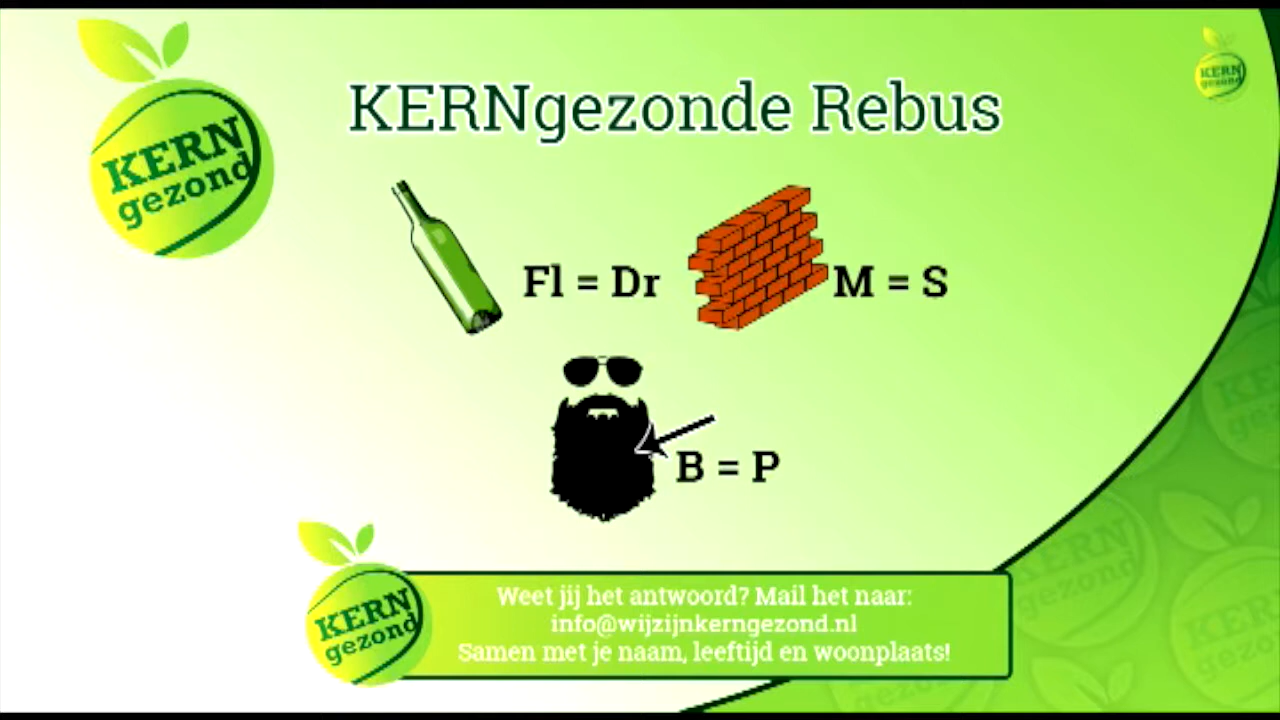 KERN
gezond
KERN
gezond
KERNgezonde Rebus
Fl = Dr
M = S
B = P
KERN
gezond
Weet jij het antwoord? Mail het naar:
info@wijzijnkerngezond.nl
Samen met je naam, leeftijd en woonplaats!